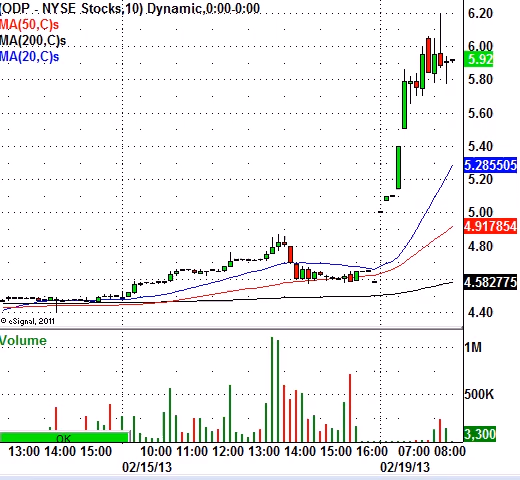 (ODP - NYSE Stocks,10) Dynamic,0:00-0:00
MA(50,C)s
MA(200,C)s
MA(20,C)s
6.20
6.00
5.92
5.80
5.60
5.40
5.285505
5.20
5.00
4.917854
4.80
4.582775
4.40
© eSignal, 2011
Volume
1M
500K
3,300
OK
13:00 14:00 15:00 10:00 11:00 12:00 13:00 14:00 15:00 16:00 07:00 08:00
02/15/13 02/19/13